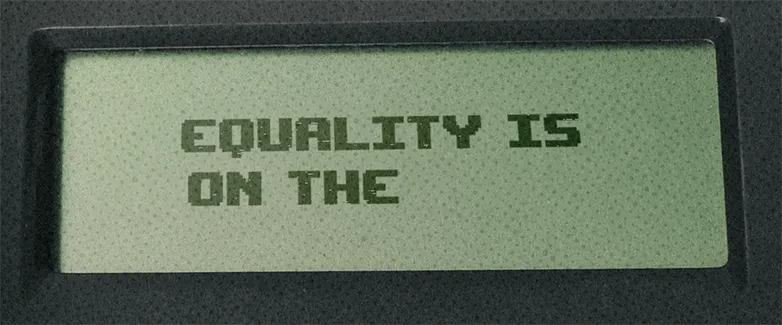 EQUALITY IS
ON THE